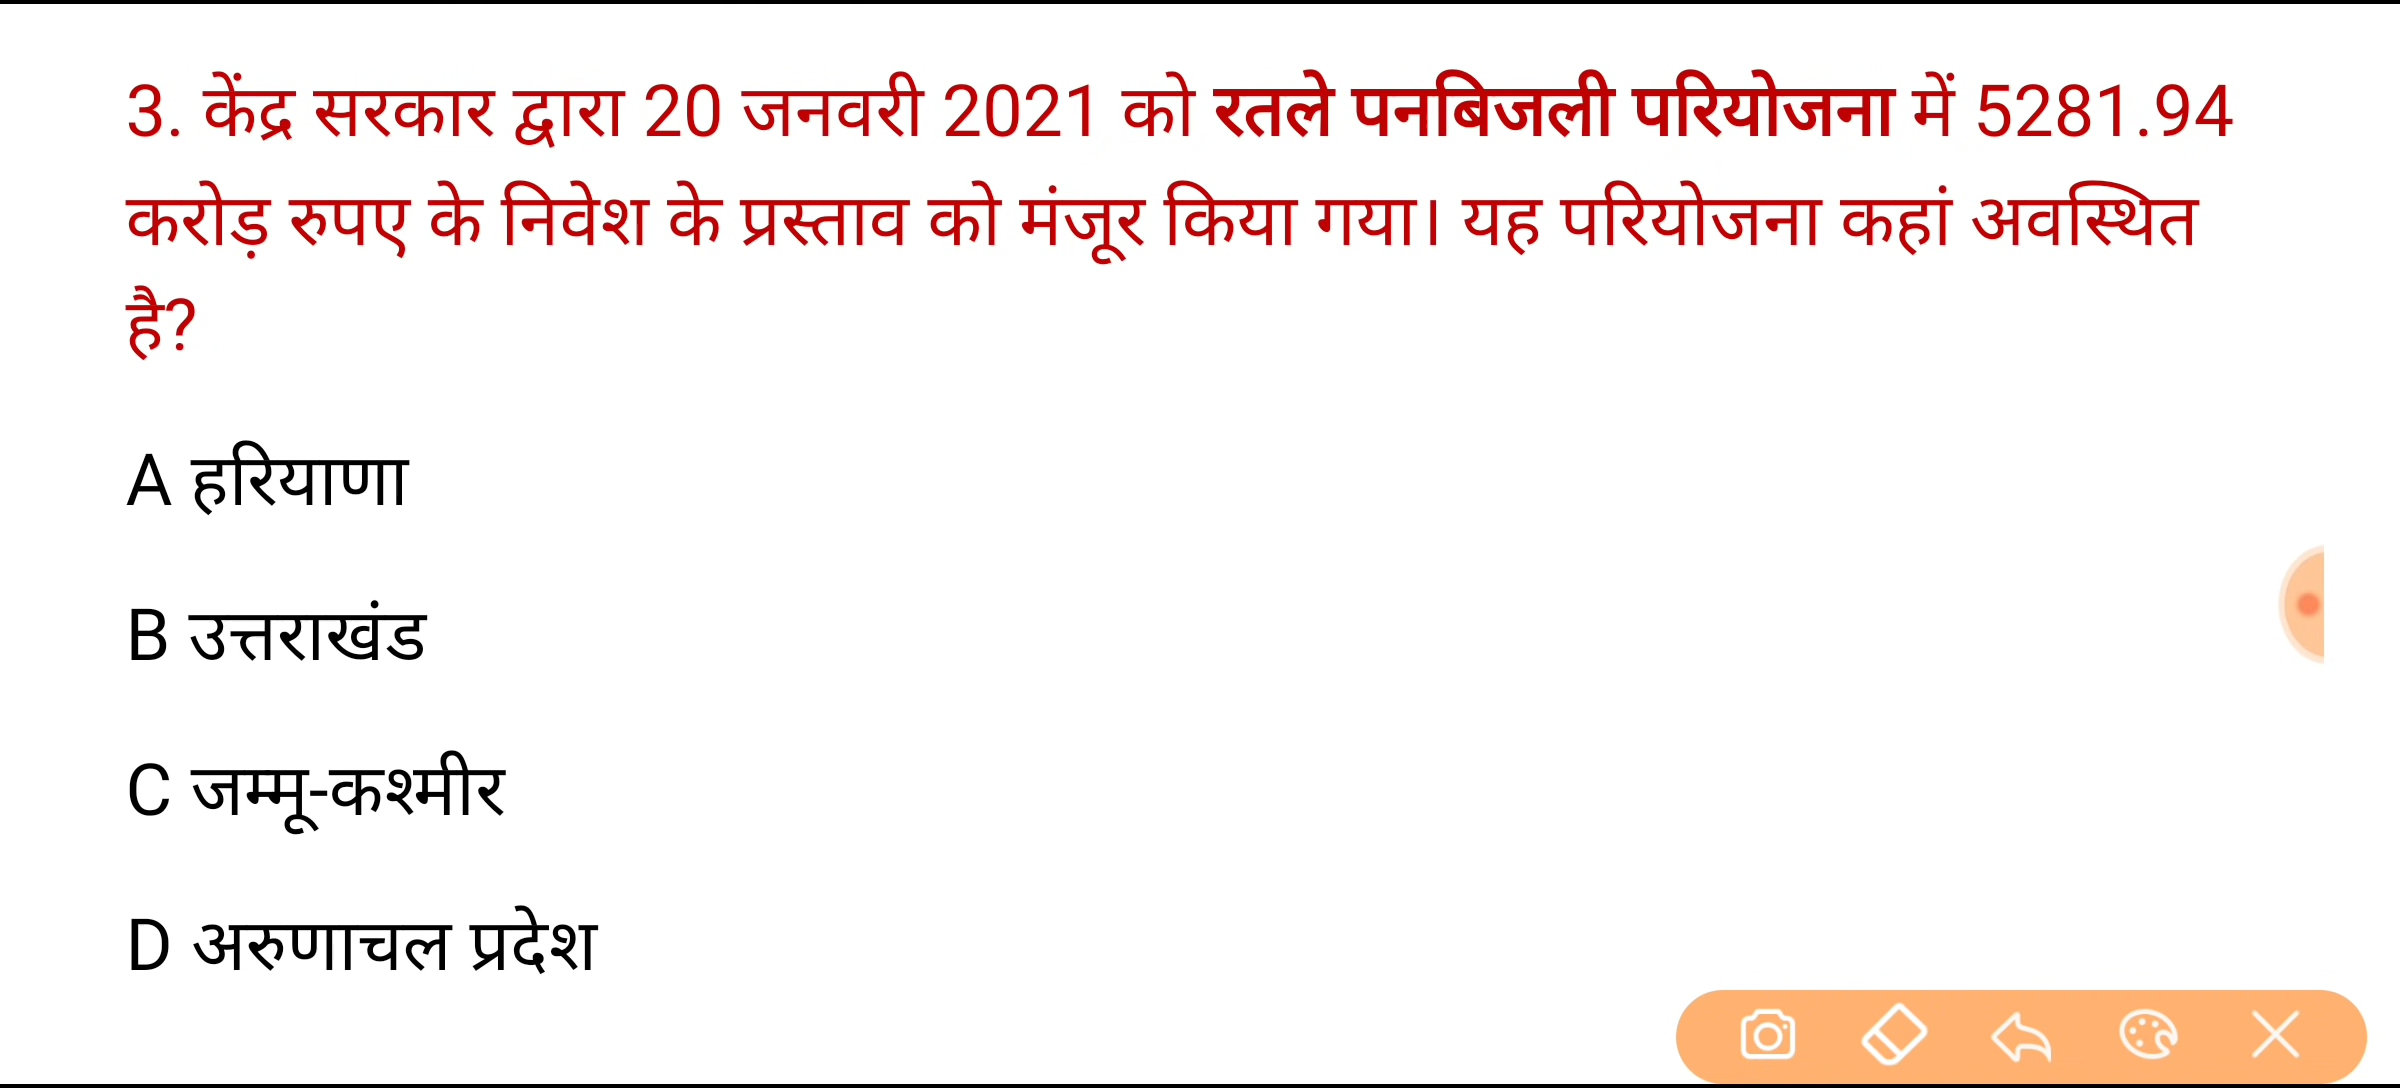 3. केंद्र सरकार द्वारा 20 जनवरी 2021 को रतले पनबिजली परियोजना में 5281.94
करोड़ रुपए के निवेश के प्रस्ताव को मंजूर किया गया। यह परियोजना कहां अवस्थित
है?
A हरियाणा
B उत्तराखंड
C जम्मू-कश्मीर
D अरुणाचल प्रदेश